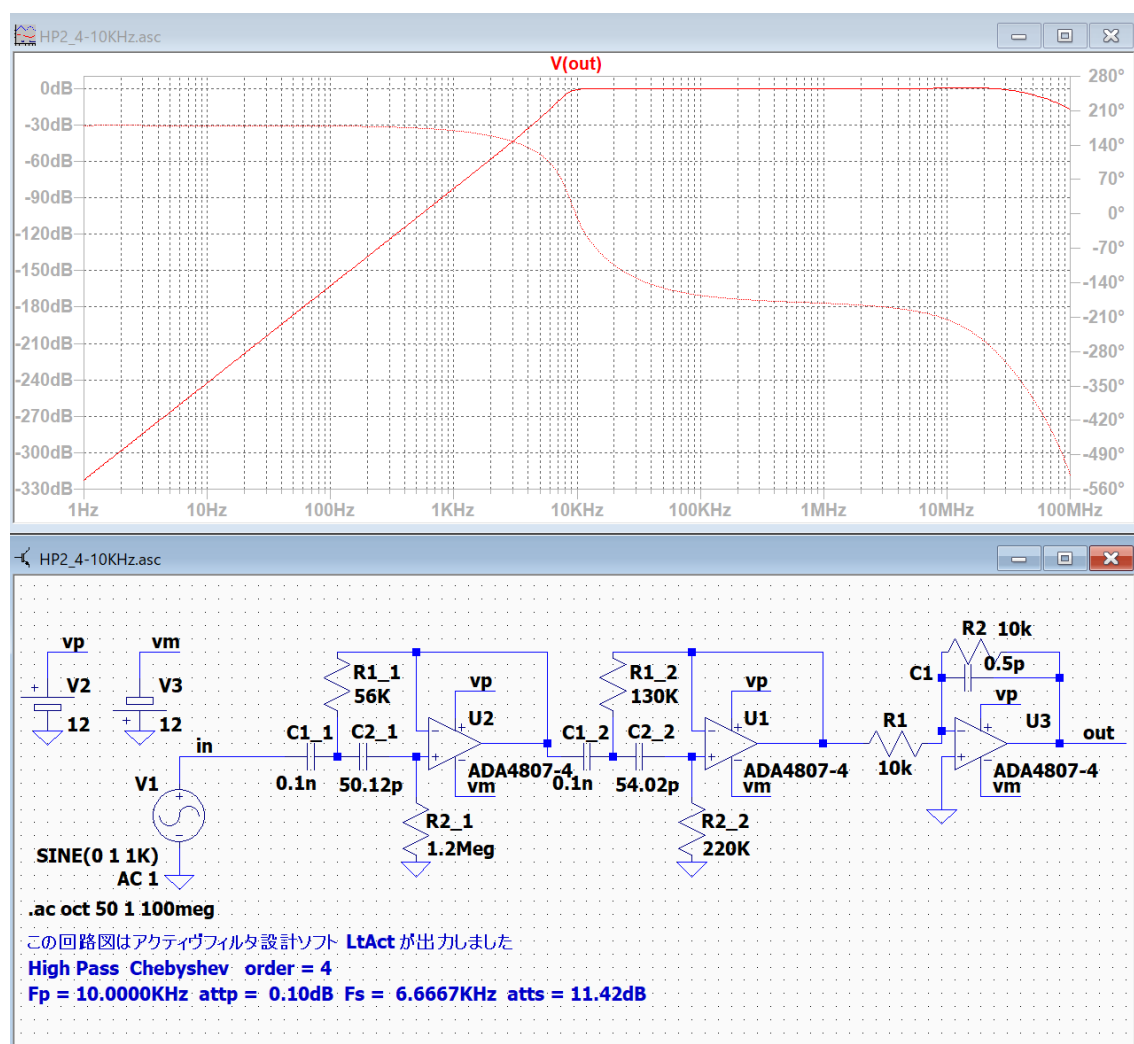 HP2_4-10KHz.asc
V(out)
0dB
-30dB
-60dB
-90dB
-120dB
-150dB
-180dB
-210dB
-240dB
-270dB
-300dB
-330dB
280°
210°
140°
70°
0°
-70°
-140°
-210°
-280°
-350°
-420°
-490°
-560°
1Hz 10Hz 100Hz 1KHz 10KHz 100KHz 1MHz 10MHz 100MHz
HP2_4-10KHz.asc
vp
V2
12
vm
V3
12
in
V1
SINE(0 1 1K)
AC 1
C1_1
0.1n
R1_1
56K
C2_1
50.12p
R2_1
1.2Meg
vp
U2
ADA4807-4
vm
C1_2
0.1n
R1_2
130K
C2_2
54.02p
R2_2
220K
vp
U1
ADA4807-4
vm
R1
10k
R2 10k
C1
0.5p
vp
U3
ADA4807-4
vm
out
.ac oct 50 1 100meg
この回路図はアクティヴフィルタ設計ソフト LtAct が出力しました
High Pass Chebyshev order = 4
Fp = 10.0000KHz attp = 0.10dB Fs = 6.6667KHz atts = 11.42dB